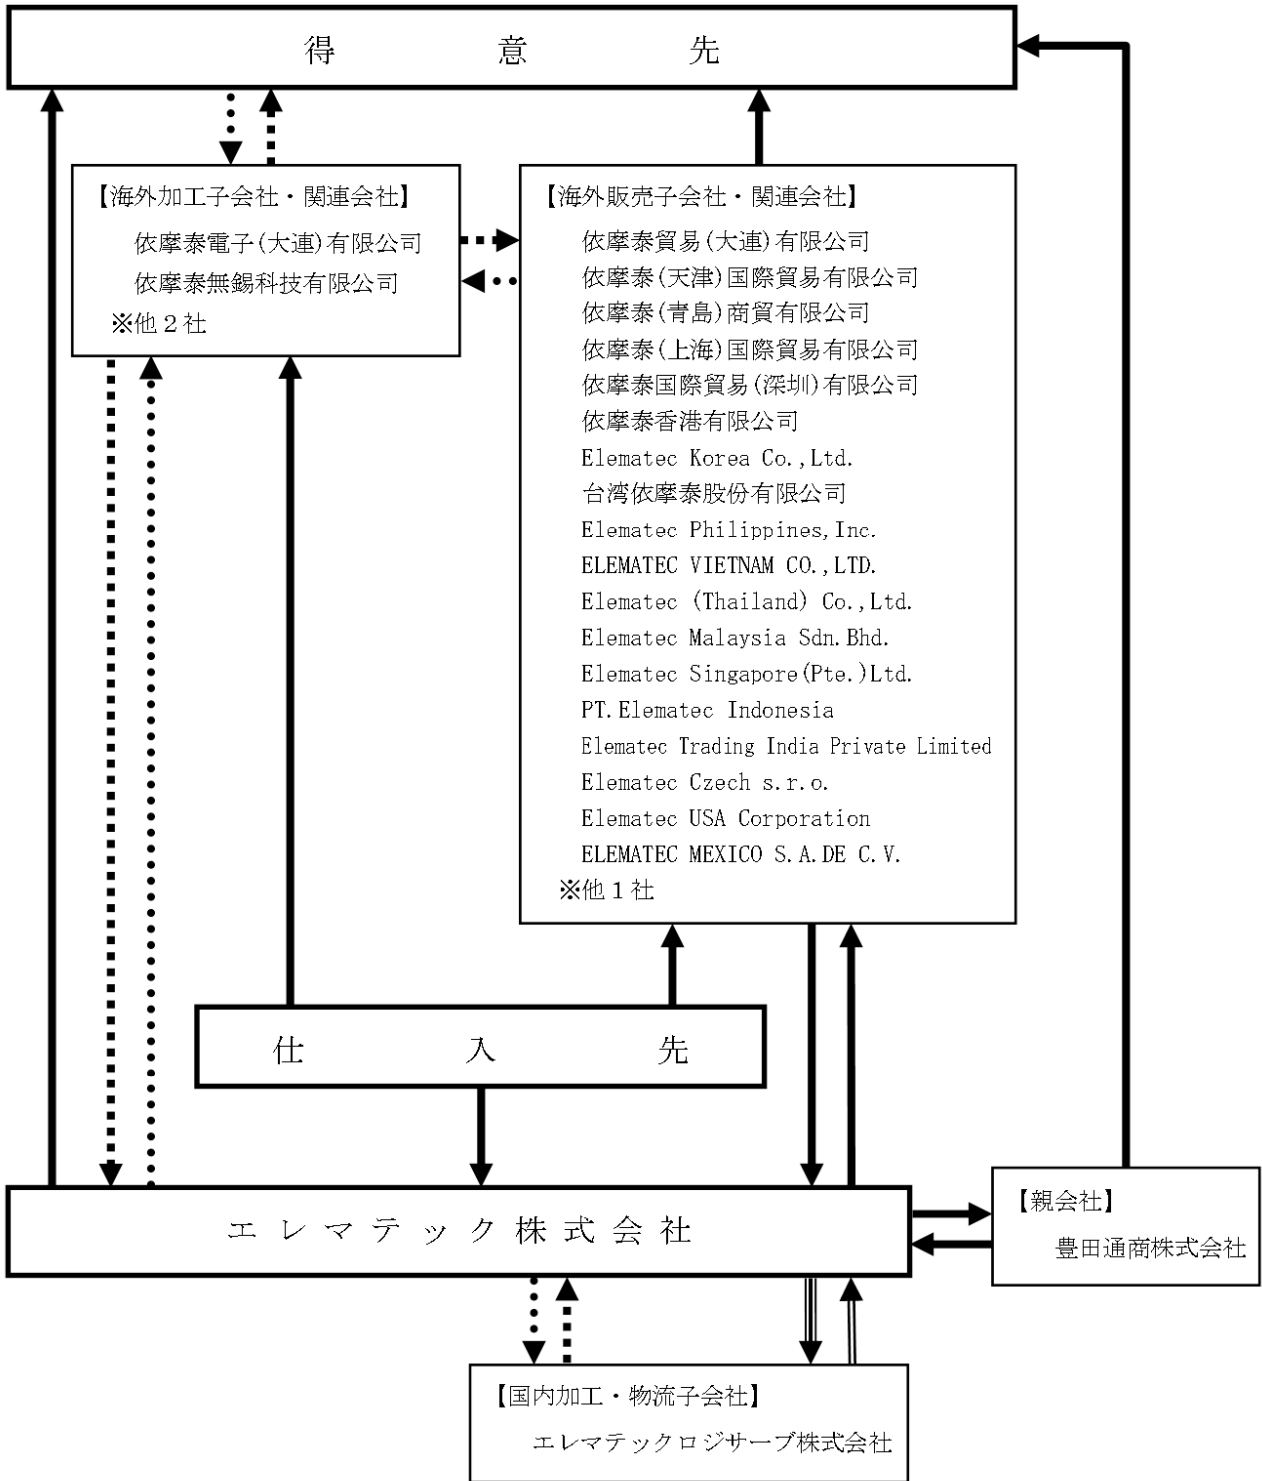 得意先
【海外加工子会社・関連会社】
依摩泰電子(大連)有限公司
依摩泰無錫科技有限公司
※他２社
【海外販売子会社・関連会社】
依摩泰貿易(大連)有限公司
依摩泰(天津)国際貿易有限公司
依摩泰(青島)商貿有限公司
依摩泰(上海)国際貿易有限公司
依摩泰国際貿易(深圳)有限公司
依摩泰香港有限公司
Elematec Korea Co.,Ltd.
台湾依摩泰股份有限公司
Elematec Philippines,Inc.
ELEMATEC VIETNAM CO.,LTD.
Elematec (Thailand) Co.,Ltd.
Elematec Malaysia Sdn.Bhd.
Elematec Singapore(Pte.)Ltd.
PT.Elematec Indonesia
Elematec Trading India Private Limited
Elematec Czech s.r.o.
Elematec USA Corporation
ELEMATEC MEXICO S.A.DE C.V.
※他１社
仕入先
エレマテック株式会社
【親会社】
豊田通商株式会社
【国内加工・物流子会社】
エレマテックロジサーブ株式会社